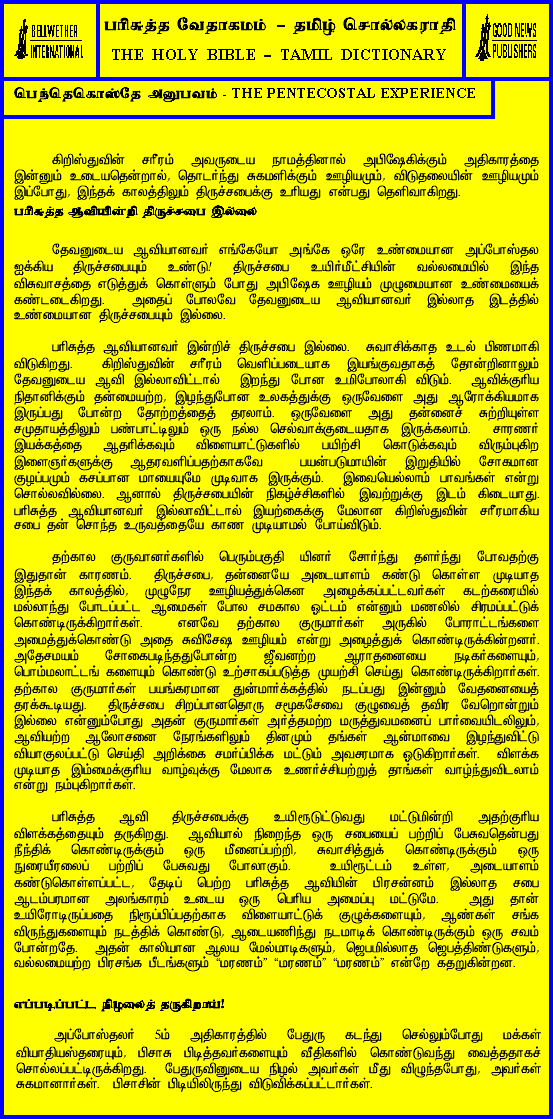 BELLWETHER
INTERNATIONAL
பரிசுத்த வேதாகமம் – தமிழ் சொல்லகராதி
THE HOLY BIBLE – TAMIL DICTIONARY
GOOD NEWS
PUBLISHERS
பெந்தெகொஸ்தே அனுபவம் - THE PENTECOSTAL EXPERIENCE
கிறிஸ்துவின் சரீரம் அவருடைய நாமத்தினால் அபிஷேகிக்கும் அதிகாரத்தை
இன்னும் உடையதென்றால், தொடர்ந்து சுகமளிக்கும் ஊழியமும், விடுதலையின் ஊழியமும்
இப்போது, இந்தக் காலத்திலும் திருச்சபைக்கு உரியது என்பது தெளிவாகிறது.
பரிசுத்த ஆவியின்றி திருச்சபை இல்லை
தேவனுடைய ஆவியானவர் எங்கேயோ அங்கே ஒரே உண்மையான அப்போஸ்தல
ஐக்கிய திருச்சபையும் உண்டு! திருச்சபை உயிர்மீட்சியின் வல்லமையில் இந்த
விசுவாசத்தை எடுத்துக் கொள்ளும் போது அபிஷேக ஊழியம் முழுமையான உண்மையைக்
கண்டடைகிறது. அதைப் போலவே தேவனுடைய ஆவியானவர் இல்லாத இடத்தில்
உண்மையான திருச்சபையும் இல்லை.
பரிசுத்த ஆவியானவர் இன்றிச் திருச்சபை இல்லை. சுவாசிக்காத உடல் பிணமாகி
விடுகிறது. கிறிஸ்துவின் சரீரம் வெளிப்படையாக இயங்குவதாகத் தோன்றினாலும்
தேவனுடைய ஆவி இல்லாவிட்டால் இறந்து போன உமிபோலாகி விடும். ஆவிக்குரிய
நிதானிக்கும் தன்மையற்ற, இழந்துபோன உலகத்துக்கு ஒருவேளை அது ஆரோக்கியமாக
இருப்பது போன்ற தோற்றத்தைத் தரலாம். ஒருவேளை அது தன்னைச் சுற்றியுள்ள
சமுதாயத்திலும் பண்பாட்டிலும் ஒரு நல்ல செல்வாக்குடையதாக இருக்கலாம். சாரணர்
இயக்கத்தை ஆதரிக்கவும் விளையாட்டுகளில் பயிற்சி கொடுக்கவும் விரும்புகிற
இளைஞர்களுக்கு ஆதரவளிப்பதற்காகவே பயன்படுமாயின் இறுதியில் சோகமான
குழப்பமும் கசப்பான மாயையுமே முடிவாக இருக்கும். இவையெல்லாம் பாவங்கள் என்று
சொல்லவில்லை. ஆனால் திருச்சபையின் நிகழ்ச்சிகளில் இவற்றுக்கு இடம் கிடையாது.
பரிசுத்த ஆவியானவர் இல்லாவிட்டால் இயற்கைக்கு மேலான கிறிஸ்துவின் சரீரமாகிய
சபை தன் சொந்த உருவத்தையே காண முடியாமல் போய்விடும்.
தற்கால குருவானர்களில் பெரும்பகுதி யினர் சோர்ந்து தளர்ந்து போவதற்கு
இதுதான் காரணம். திருச்சபை, தன்னையே அடையாளம் கண்டு கொள்ள முடியாத
இந்தக் காலத்தில், முழுநேர ஊழியத்துக்கென அழைக்கப்பட்டவர்கள் கடற்கரையில்
மல்லாந்து போடப்பட்ட ஆமைகள் போல சமகால ஓட்டம் என்னும் மணலில் சிரமப்பட்டுக்
கொண்டிருக்கிறார்கள். எனவே தற்கால குருமார்கள் அருகில் போராட்டங்களை
அமைத்துக்கொண்டு அதை சுவிசேஷ ஊழியம் என்று அழைத்துக் கொண்டிருக்கின்றனர்.
அதேசமயம் சோகைபடிந்ததுபோன்ற ஜீவனற்ற ஆராதனையை நடிகர்களையும்,
பொம்மலாட்டங் களையும் கொண்டு உற்சாகப்படுத்த முயற்சி செய்து கொண்டிருக்கிறார்கள்.
தற்கால குருமார்கள் பயங்கரமான துன்மார்க்கத்தில் நடப்பது இன்னும் வேதனையைத்
தரக்கூடியது. திருச்சபை சிறப்பானதொரு சமூகசேவை குழுவைத் தவிர வேறொன்றும்
இல்லை என்னும்போது அதன் குருமார்கள் அர்த்தமற்ற மருத்துவமனைப் பார்வையிடலிலும்,
ஆவியற்ற ஆலோசனை நேரங்களிலும் தினமும் தங்கள் ஆன்மாவை இழந்துவிட்டு
வியாகுலப்பட்டு செய்தி அறிக்கை சமர்ப்பிக்க மட்டும் அவசரமாக ஓடுகிறார்கள். விளக்க
முடியாத இம்மைக்குரிய வாழ்வுக்கு மேலாக உணர்ச்சியற்றுத் தாங்கள் வாழ்ந்துவிடலாம்
என்று நம்புகிறார்கள்.
பரிசுத்த ஆவி திருச்சபைக்கு உயிரூடுட்டுவது மட்டுமின்றி அதற்குரிய
விளக்கத்தையும் தருகிறது. ஆவியால் நிறைந்த ஒரு சபையைப் பற்றிப் பேசுவதென்பது
நீந்திக் கொண்டிருக்கும் ஒரு மீனைப்பற்றி, சுவாசித்துக் கொண்டிருக்கும் ஒரு
நுரையீரலைப் பற்றிப் பேசுவது போலாகும். உயிரூட்டம் உள்ள, அடையாளம்
கண்டுகொள்ளப்பட்ட, தேடிப் பெற்ற பரிசுத்த ஆவியின் பிரசன்னம் இல்லாத சபை
ஆடம்பரமான அலங்காரம் உடைய ஒரு பெரிய அமைப்பு மட்டுமே. அது தான்
உயிரோடிருப்பதை நிரூப்பிப்பதற்காக விளையாட்டுக் குழுக்களையும், ஆண்கள் சங்க
விருந்துகளையும் நடத்திக் கொண்டு, ஆடையணிந்து நடமாடிக் கொண்டிருக்கும் ஒரு சவம்
போன்றதே. அதன் காலியான ஆலய மேல்மாடிகளும், ஜெபமில்லாத ஜெபத்திண்டுகளும்,
வல்லமையற்ற பிரசங்க பீடங்களும் “மரணம்” “மரணம்” “மரணம்” என்றே கதறுகின்றன.
எப்படிப்பட்ட நிழலைத் தருகிறாய்!
அப்போஸ்தலர் 5ம் அதிகாரத்தில் பேதுரு கடந்து செல்லும்போது மக்கள்
வியாதியஸ்தரையும், பிசாசு பிடித்தவர்களையும் வீதிகளில் கொண்டுவந்து வைத்ததாகச்
சொல்லப்பட்டிருக்கிறது. பேதுருவினுடைய நிழல் அவர்கள் மீது விழுந்தபோது, அவர்கள்
சுகமானார்கள். பிசாசின் பிடியிலிருந்து விடுவிக்கப்பட்டார்கள்.